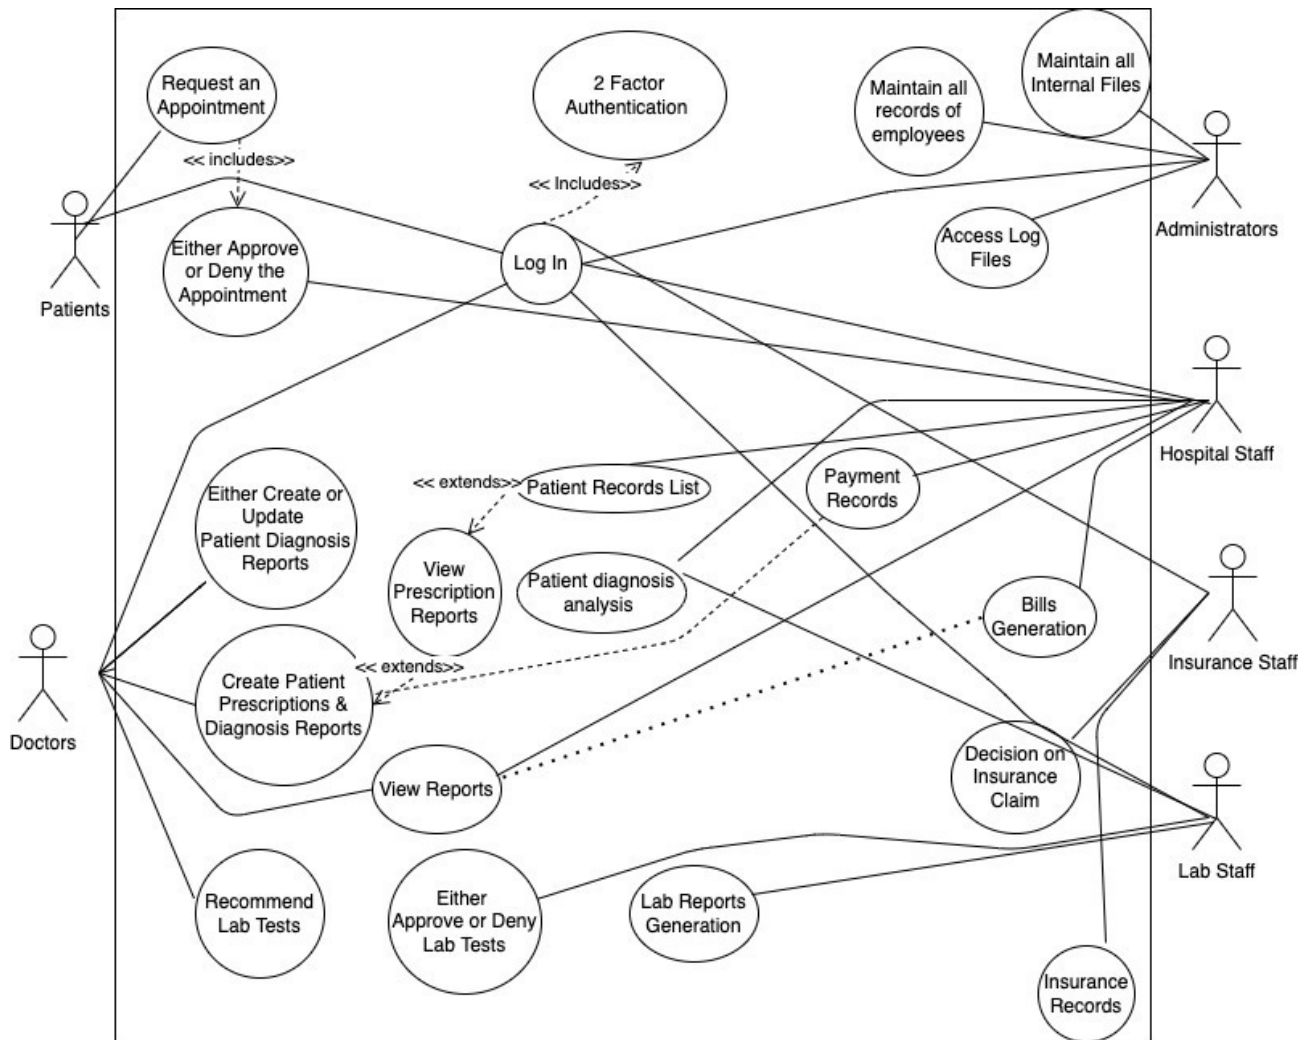 Request an
Appointment
2 Factor
Authentication
Maintain all
records of
employees
Maintain all
Internal Files
<< includes>>
<< Includes>>
Patients
Either Approve
or Deny the
Appointment
Log In
Access Log
Files
Administrators
Hospital Staff
Either Create or
Update
Patient Diagnosis
Reports
<< extends>>
Patient Records List
Payment
Records
View
Prescription
Reports
Patient diagnosis
analysis
Bills
Generation
Insurance Staff
Doctors
Create Patient
Prescriptions &
Diagnosis Reports
<< extends>>
View Reports
Decision on
Insurance
Claim
Lab Staff
Recommend
Lab Tests
Either
Approve or Deny
Lab Tests
Lab Reports
Generation
Insurance
Records